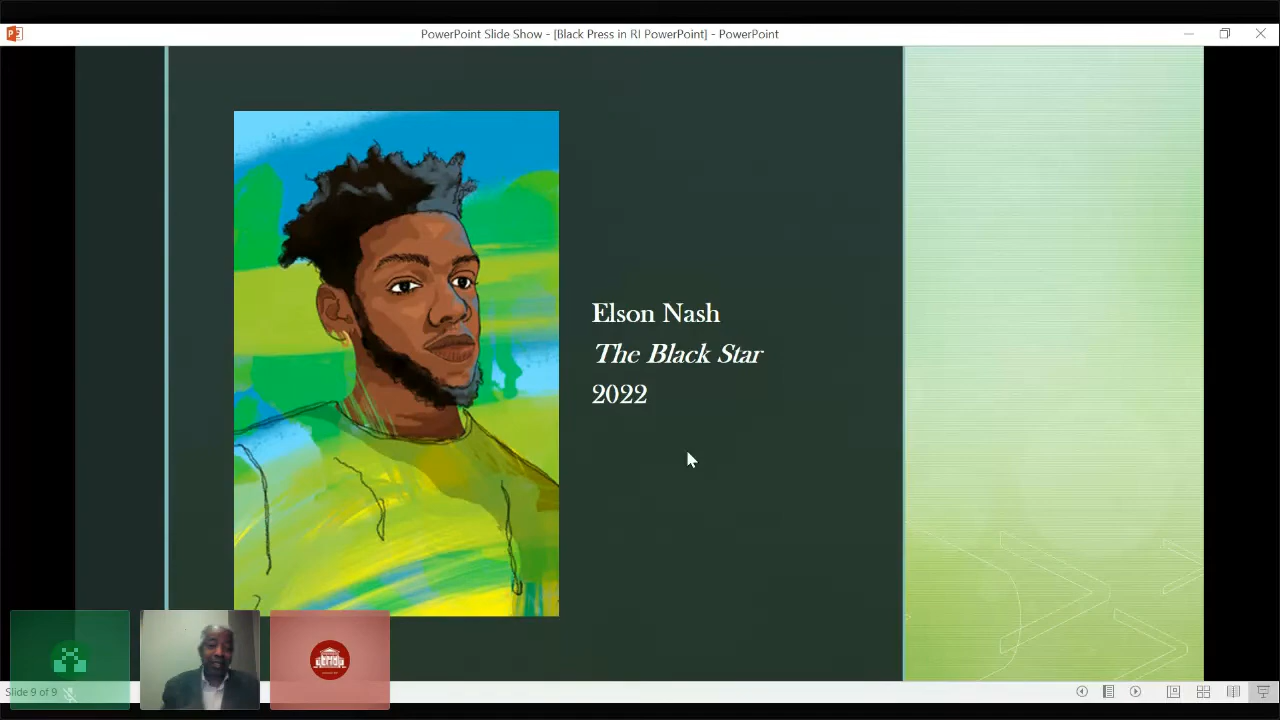 PowerPoint Slide Show - [Black Press in RI PowerPoint] - PowerPoint
Elson Nash
The Black Star
2022
Slide 9 of 9